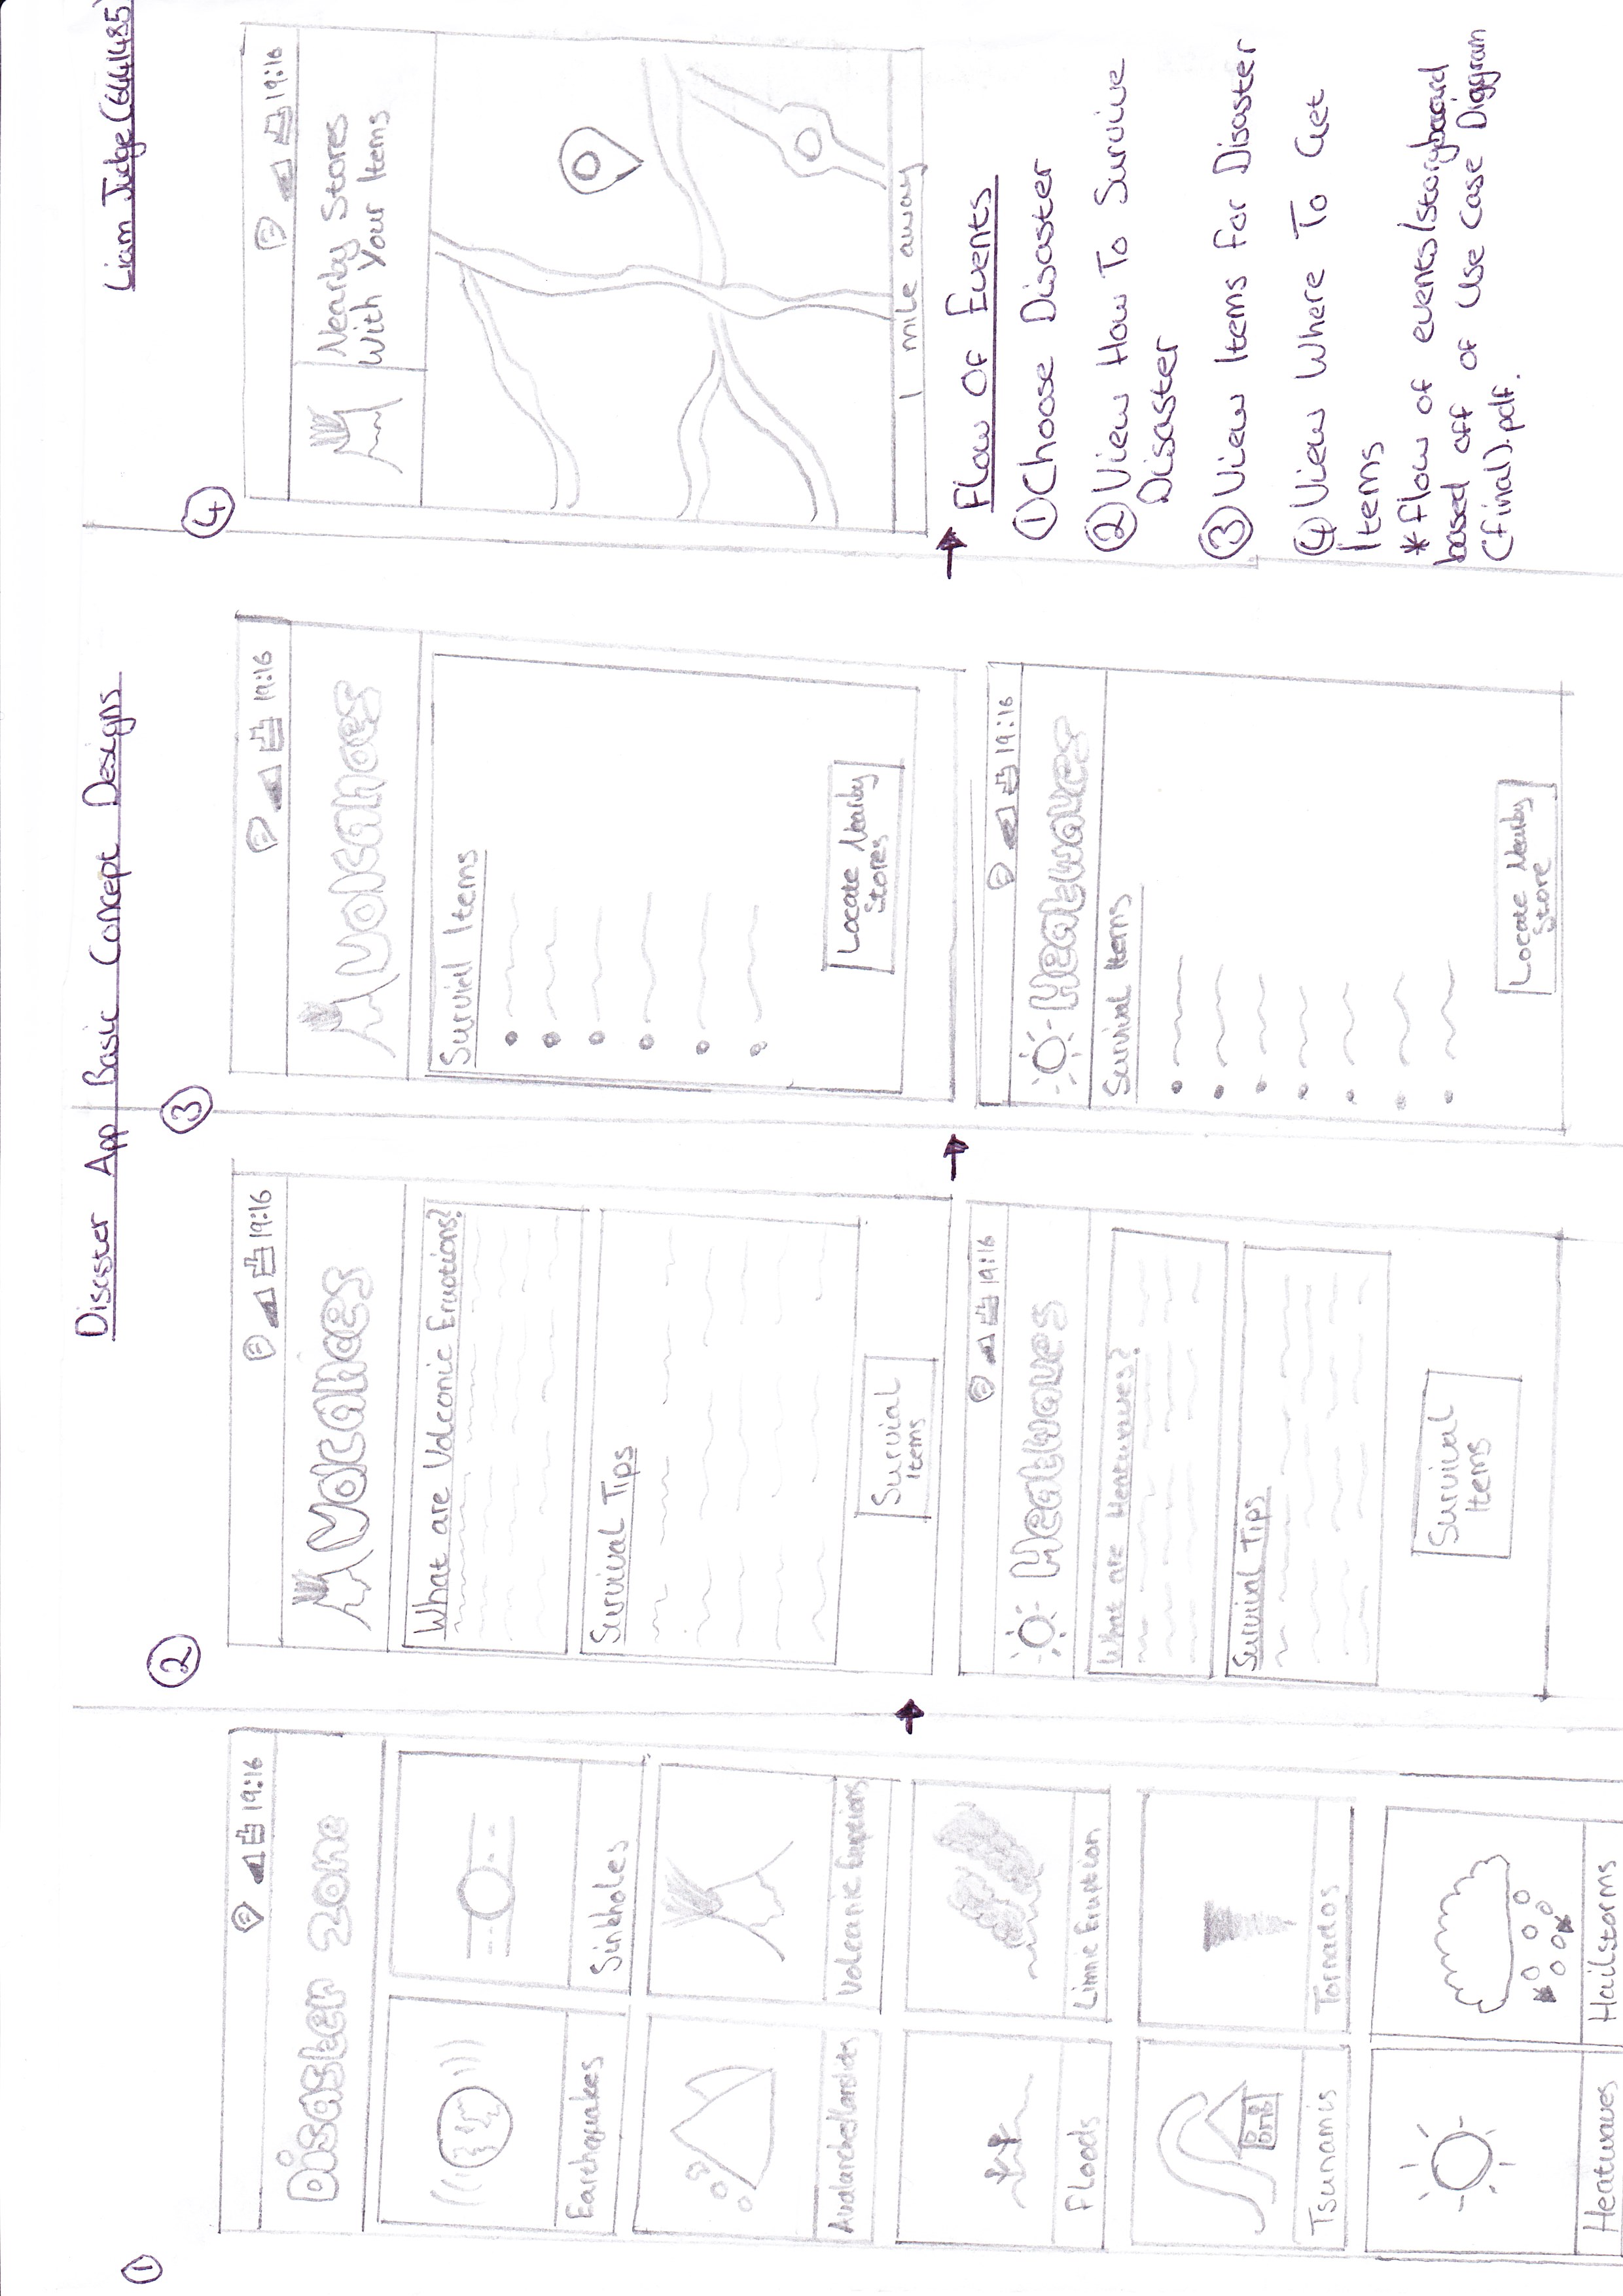 Disaster App Basic Concept Designs
Liam Judge (644485)
1
19:16
Disaster Zone
Earthquakes
Sinkholes
Avalanches/Landslides
Volcanic Eruptions
Floods
Limnic Eruption
Tsunamis
Tornados
Heatwaves
Hailstorms
2
19:16
Volcanoes
What are Volcanic Eruptions?
Survival Tips
Survial
Items
19:16
Heatwaves
What are Heatwaves?
Survival Tips
Survival
Items
3
19:16
Volcanoes
Survial Items
Locate Nearby
Stores
19:16
Heatwaves
Survival Items
Locate Nearby
Store
4
19:16
Nearby Stores
With Your Items
1 mile away
Flow Of Events
1 Choose Disaster
2 View How To Survive
Disaster
3 View Items for Disaster
4 View Where To Get
Items
* Flow of events/storyboard
based off of Use Case Diagram
(final).pdf.